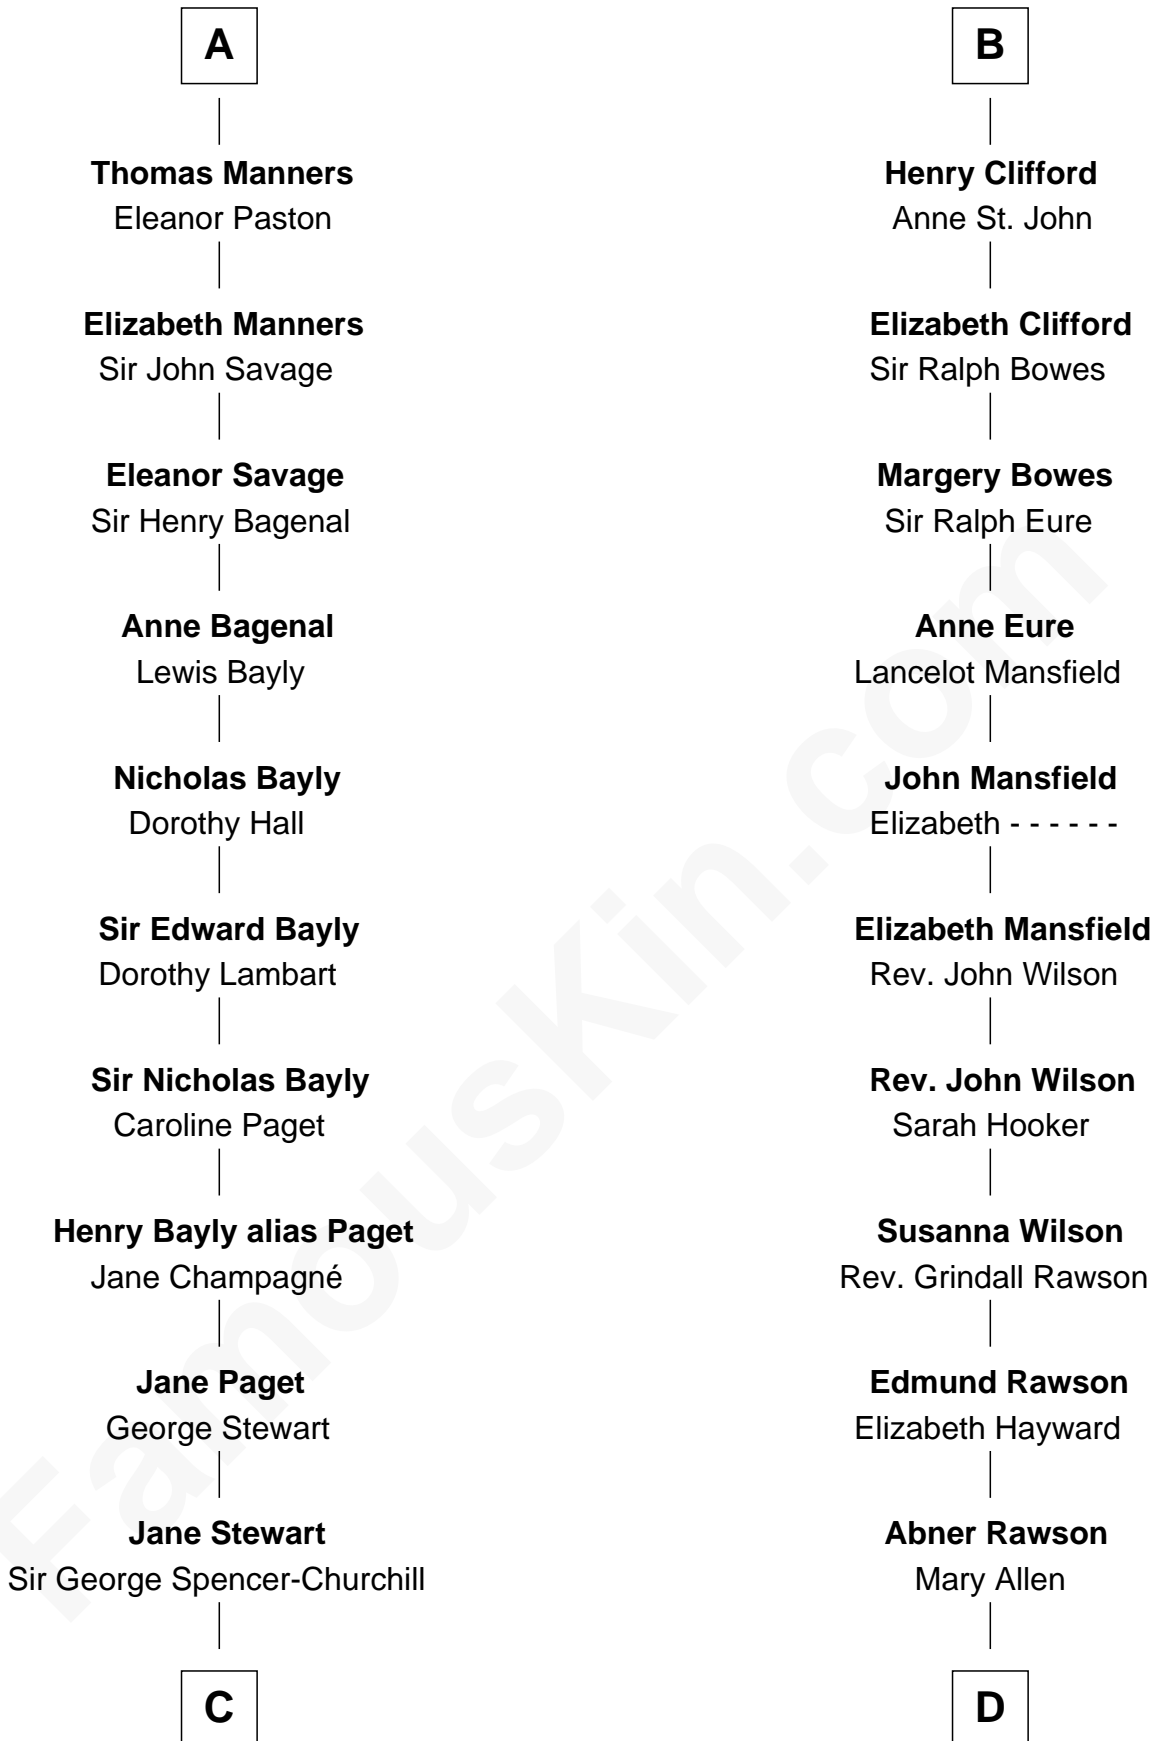 A
Thomas Manners
Eleanor Paston
Elizabeth Manners
Sir John Savage
Eleanor Savage
Sir Henry Bagenal
Anne Bagenal
Lewis Bayly
Nicholas Bayly
Dorothy Hall
Sir Edward Bayly
Dorothy Lambart
Sir Nicholas Bayly
Caroline Paget
Henry Bayly alias Paget
Jane Champagné
Jane Paget
George Stewart
Jane Stewart
Sir George Spencer-Churchill
C
B
Henry Clifford
Anne St. John
Elizabeth Clifford
Sir Ralph Bowes
Margery Bowes
Sir Ralph Eure
Anne Eure
Lancelot Mansfield
John Mansfield
Elizabeth - - - - - -
Elizabeth Mansfield
Rev. John Wilson
Rev. John Wilson
Sarah Hooker
Susanna Wilson
Rev. Grindall Rawson
Edmund Rawson
Elizabeth Hayward
Abner Rawson
Mary Allen
D
FamousKin.com